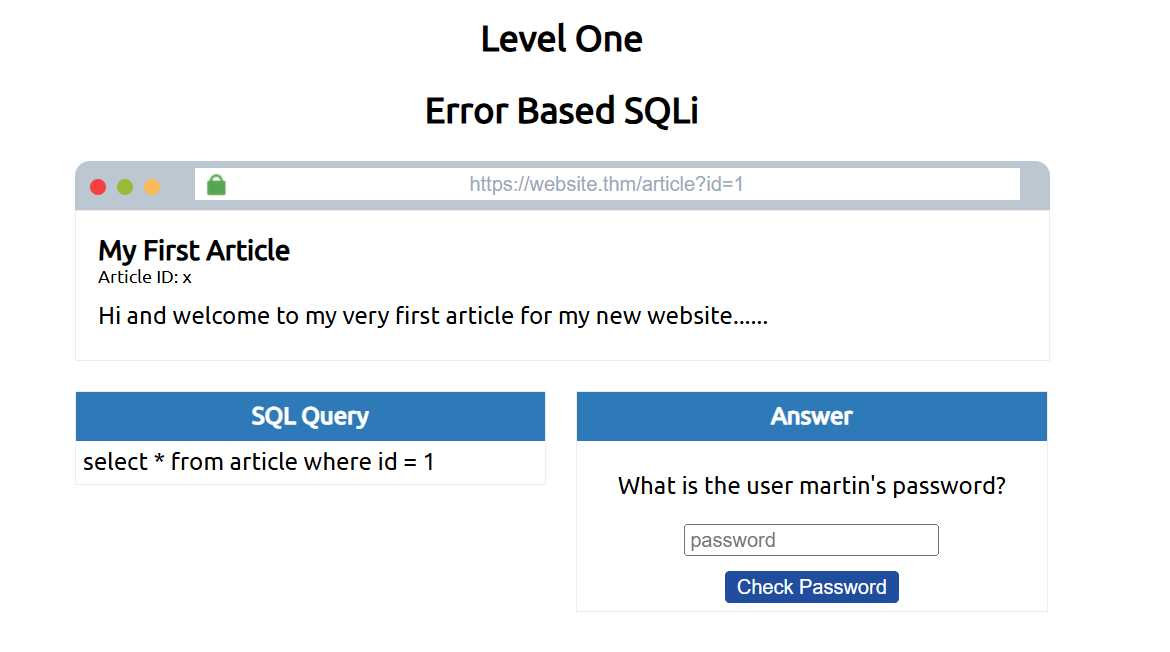 Level One
Error Based SQLi
https://website.thm/article?id=1
My First Article
Article ID: x
Hi and welcome to my very first article for my new website......
SQL Query
select * from article where id = 1
Answer
What is the user martin's password?
password
Check Password